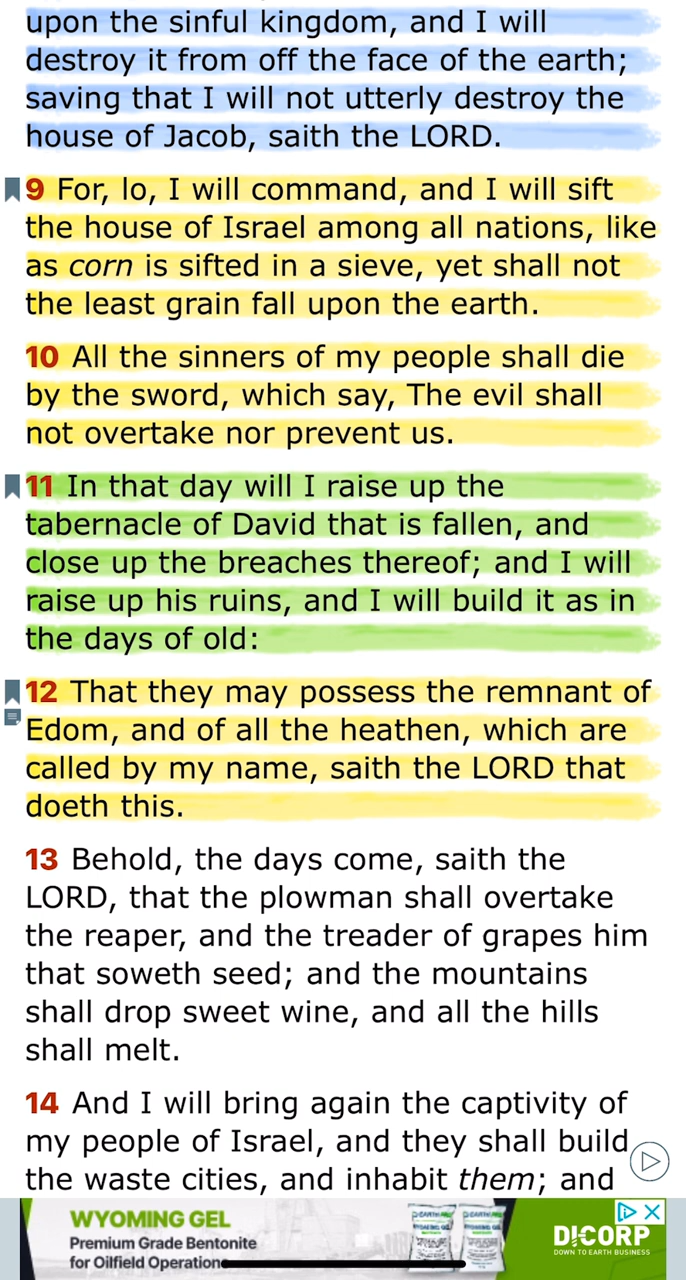 upon the sinful kingdom, and I will
destroy it from off the face of the earth;
saving that I will not utterly destroy the
house of Jacob, saith the LORD.
9 For, lo, I will command, and I will sift
the house of Israel among all nations, like
as corn is sifted in a sieve, yet shall not
the least grain fall upon the earth.
10 All the sinners of my people shall die
by the sword, which say, The evil shall
not overtake nor prevent us.
11 In that day will I raise up the
tabernacle of David that is fallen, and
close up the breaches thereof; and I will
raise up his ruins, and I will build it as in
the days of old:
12 That they may possess the remnant of
Edom, and of all the heathen, which are
called by my name, saith the LORD that
doeth this.
13 Behold, the days come, saith the
LORD, that the plowman shall overtake
the reaper, and the treader of grapes him
that soweth seed; and the mountains
shall drop sweet wine, and all the hills
shall melt.
14 And I will bring again the captivity of
my people of Israel, and they shall build
the waste cities, and inhabit them; and
WYOMING GEL
Premium Grade Bentonite
for Oilfield Operation
DICORP
DOWN TO EARTH BUSINESS